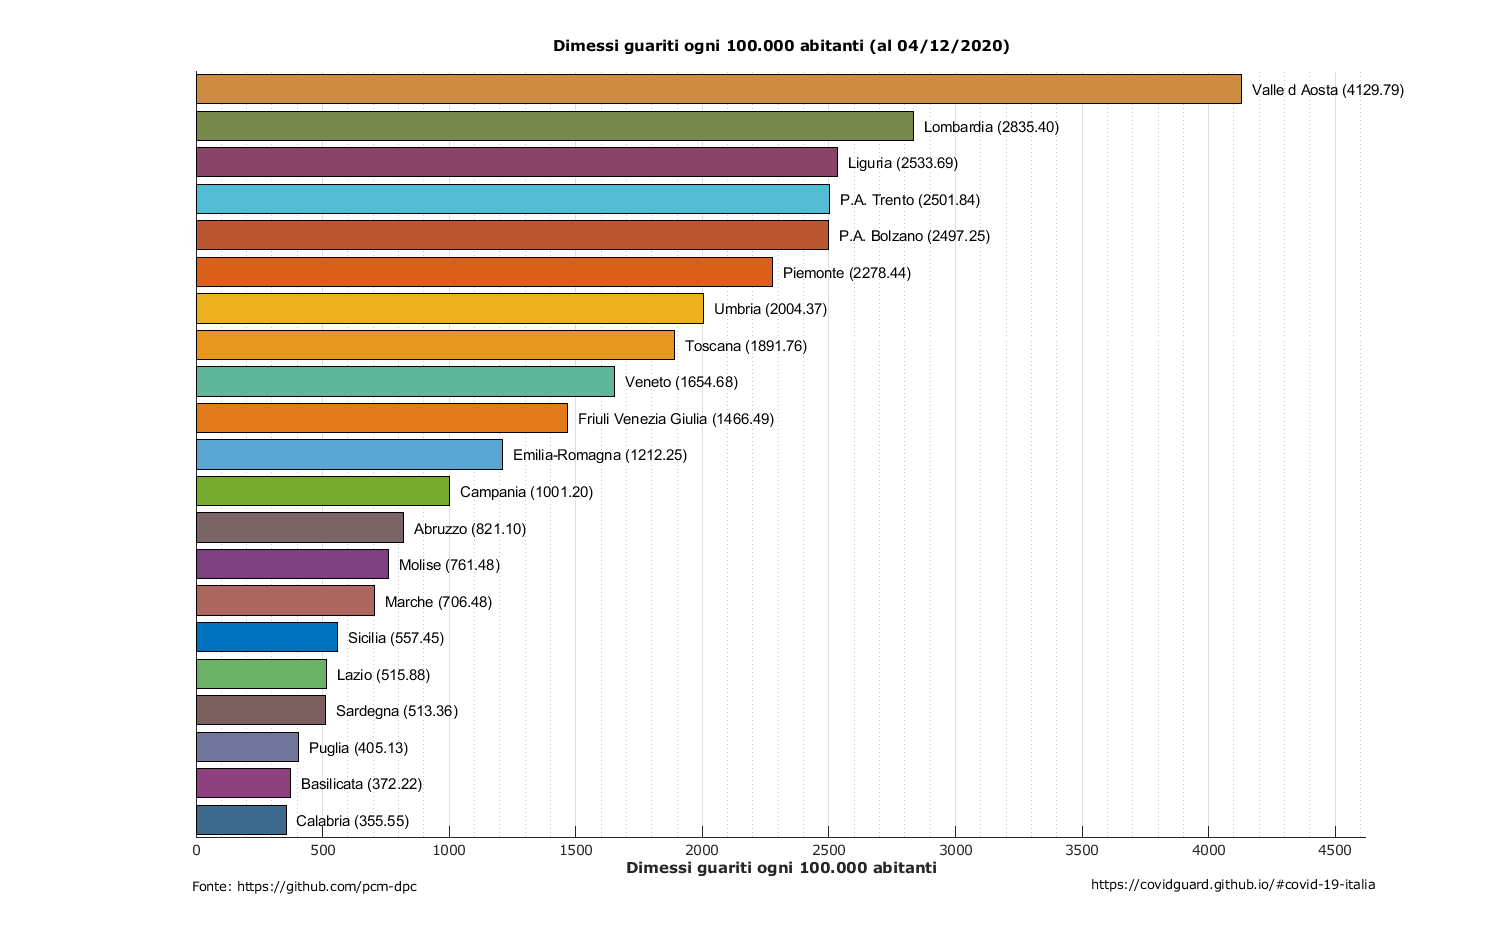 Dimessi guariti ogni 100.000 abitanti (al 04/12/2020)
Valle d Aosta (4129.79)
Lombardia (2835.40)
Liguria (2533.69)
P.A. Trento (2501.84)
P.A. Bolzano (2497.25)
Piemonte (2278.44)
Umbria (2004.37)
Toscana (1891.76)
Veneto (1654.68)
Friuli Venezia Giulia (1466.49)
Emilia-Romagna (1212.25)
Campania (1001.20)
Abruzzo (821.10)
Molise (761.48)
Marche (706.48)
Sicilia (557.45)
Lazio (515.88)
Sardegna (513.36)
Puglia (405.13)
Basilicata (372.22)
Calabria (355.55)
0 500 1000 1500 2000 2500 3000 3500 4000 4500
Dimessi guariti ogni 100.000 abitanti
Fonte: https://github.com/pcm-dpc
https://covidguard.github.io/#covid-19-italia